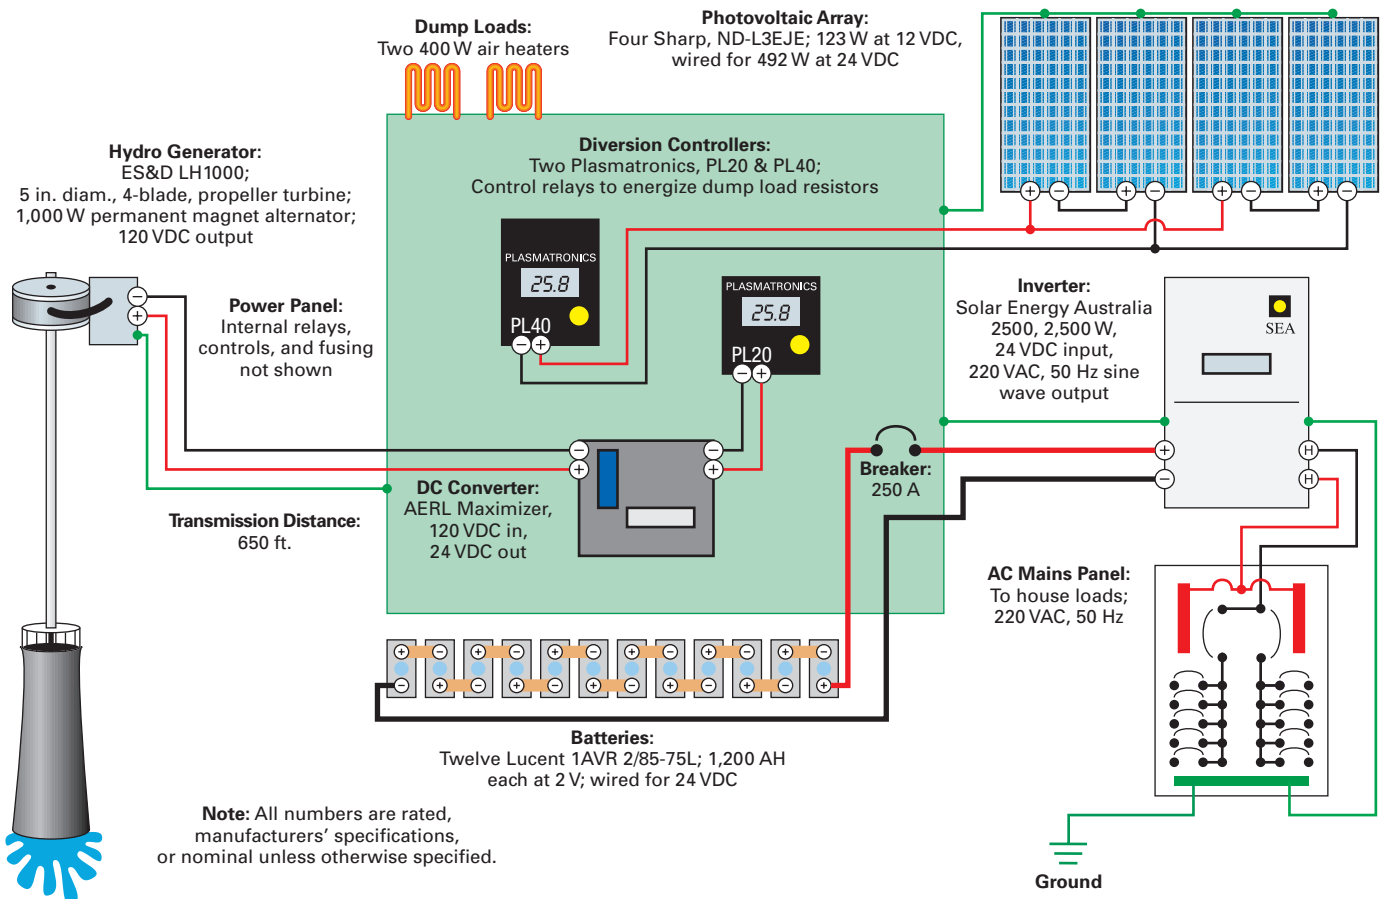 Dump Loads:
Two 400 W air heaters
Photovoltaic Array:
Four Sharp, ND-L3EJE; 123 W at 12 VDC,
wired for 492 W at 24 VDC
Hydro Generator:
ES&D LH1000;
5 in. diam., 4-blade, propeller turbine;
1,000 W permanent magnet alternator;
120 VDC output
Diversion Controllers:
Two Plasmatronics, PL20 & PL40;
Control relays to energize dump load resistors
PLASMATRONICS
25.8
PL40
− +
PLASMATRONICS
25.8
PL20
− +
+ − + − + − + −
Power Panel:
Internal relays,
controls, and fusing
not shown
−
+
Inverter:
Solar Energy Australia
2500, 2,500 W,
24 VDC input,
220 VAC, 50 Hz sine
wave output
SEA
+
−
H
H
Breaker:
250 A
DC Converter:
AERL Maximizer,
120 VDC in,
24 VDC out
− −
+ +
Transmission Distance:
650 ft.
AC Mains Panel:
To house loads;
220 VAC, 50 Hz
+ − + − + − + − + − + −
− + − + − + − + − + − +
Batteries:
Twelve Lucent 1AVR 2/85-75L; 1,200 AH
each at 2 V; wired for 24 VDC
Note: All numbers are rated,
manufacturers’ specifications,
or nominal unless otherwise specified.
Ground